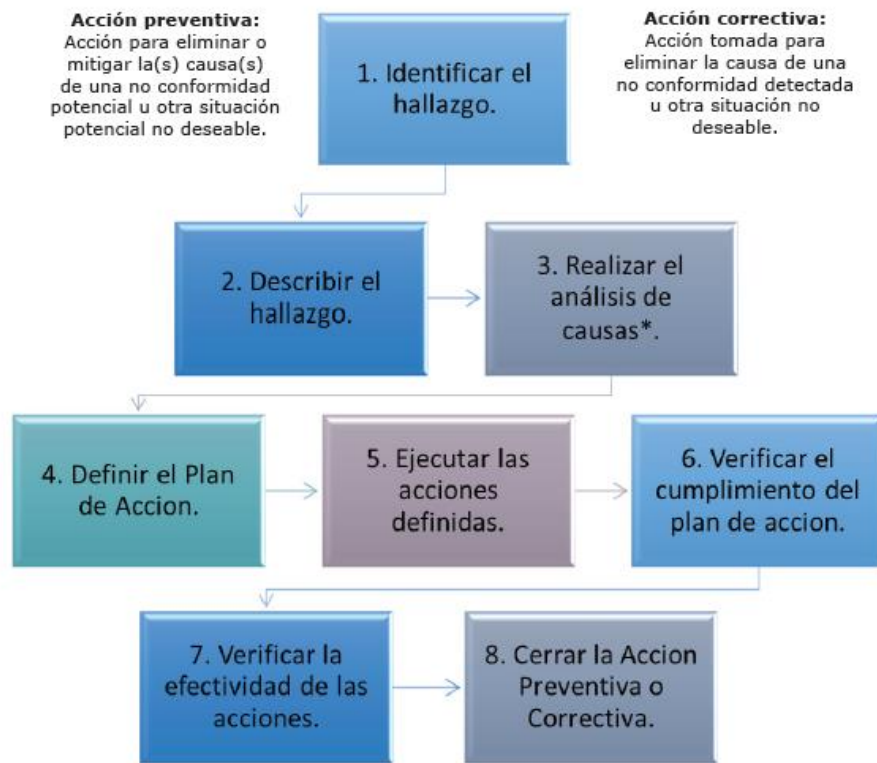 Acción preventiva:
Acción para eliminar o
mitigar la(s) causa(s)
de una no conformidad
potencial u otra situación
potencial no deseable.
Acción correctiva:
Acción tomada para
eliminar la causa de una
no conformidad detectada
u otra situación no
deseable.
1. Identificar el
hallazgo.
2. Describir el
hallazgo.
3. Realizar el
análisis de
causas*.
4. Definir el Plan
de Accion.
5. Ejecutar las
acciones
definidas.
6. Verificar el
cumplimiento del
plan de accion.
7. Verificar la
efectividad de las
acciones.
8. Cerrar la Accion
Preventiva o
Correctiva.